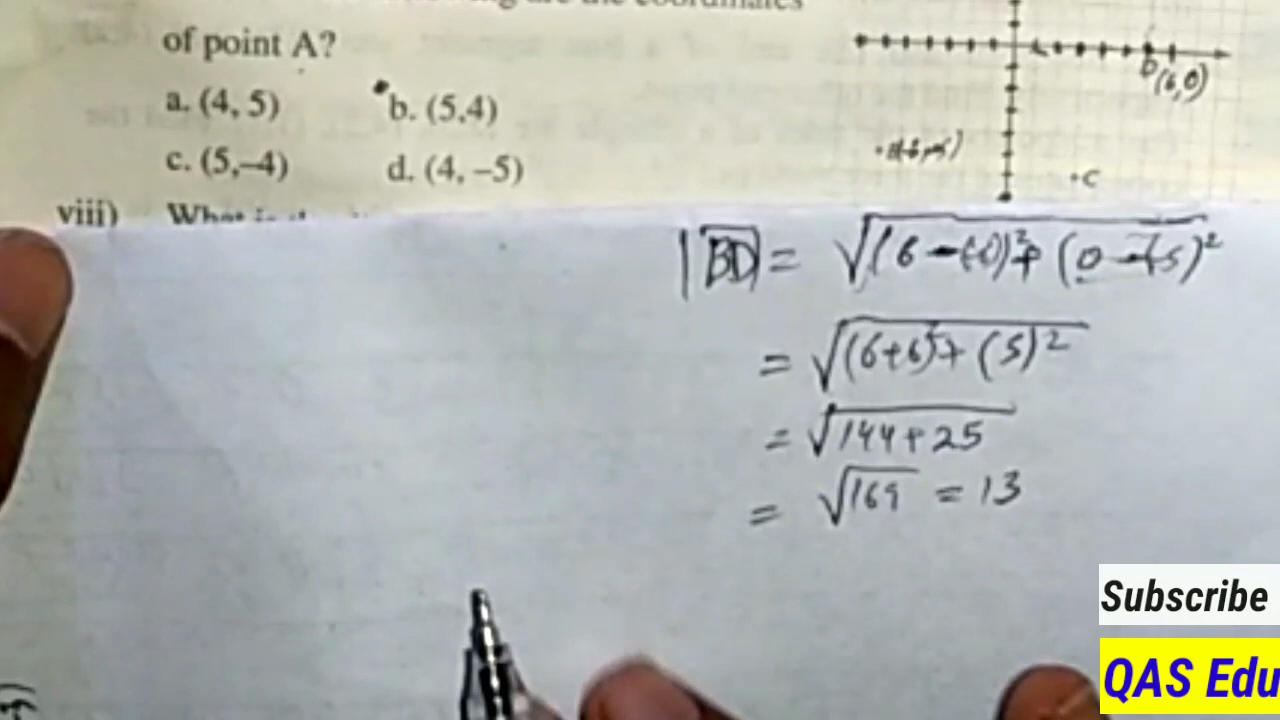 of point A?
a. (4, 5) b. (5,4)
c. (5,–4) d. (4, –5)
viii)
D(6,0)
C
|BD| = √(6-(-6))²+(0-(-5))²
= √(6+6)²+(5)²
= √144+25
= √169 = 13
Subscribe
QAS Edu